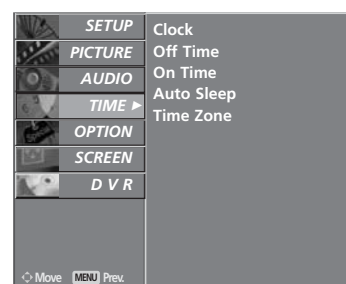 SETUP
PICTURE
AUDIO
TIME ►
OPTION
SCREEN
D V R
Clock
Off Time
On Time
Auto Sleep
Time Zone
Move MENU Prev.